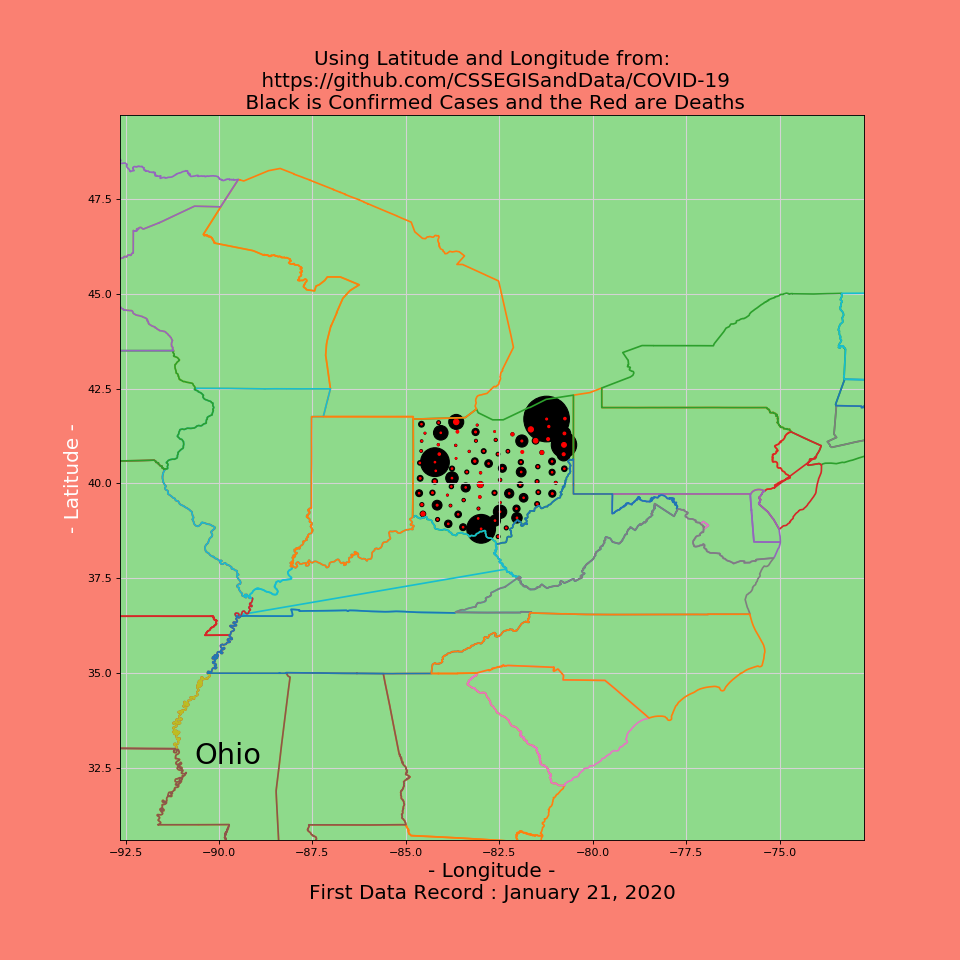 Using Latitude and Longitude from:
https://github.com/CSSEGISandData/COVID-19
Black is Confirmed Cases and the Red are Deaths
47.5
45.0
42.5
40.0
37.5
35.0
32.5
- Latitude -
Ohio
−92.5 −90.0 −87.5 −85.0 −82.5 −80.0 −77.5 −75.0
- Longitude -
First Data Record : January 21, 2020